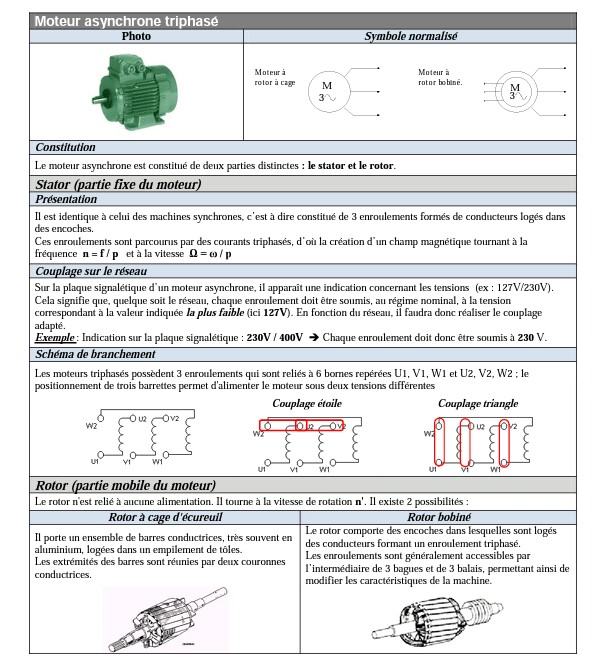 Moteur asynchrone triphasé
Photo
Symbole normalisé
Moteur à
rotor à cage
M
3
Moteur à
rotor bobiné.
M
3
Constitution
Le moteur asynchrone est constitué de deux parties distinctes : le stator et le rotor.
Stator (partie fixe du moteur)
Présentation
Il est identique à celui des machines synchrones, c'est à dire constitué de 3 enroulements formés de conducteurs logés dans
des encoches.
Ces enroulements sont parcourus par des courants triphasés, d'où la création d'un champ magnétique tournant à la
fréquence n = f / p et à la vitesse Ω = ω / p
Couplage sur le réseau
Sur la plaque signalétique d'un moteur asynchrone, il apparaît une indication concernant les tensions (ex : 127V/230V).
Cela signifie que, quelque soit le réseau, chaque enroulement doit être soumis, au régime nominal, à la tension
correspondant à la valeur indiquée la plus faible (ici 127V). En fonction du réseau, il faudra donc réaliser le couplage
adapté.
Exemple : Indication sur la plaque signalétique : 230V / 400V ➔ Chaque enroulement doit donc être soumis à 230 V.
Schéma de branchement
Les moteurs triphasés possèdent 3 enroulements qui sont reliés à 6 bornes repérées U1, V1, W1 et U2, V2, W2 ; le
positionnement de trois barrettes permet d'alimenter le moteur sous deux tensions différentes
Couplage étoile
Couplage triangle
W2 U2 V2
U1 V1 W1
W2 U2 V2
U1 V1 W1
W2 U2 V2
U1 V1 W1
Rotor (partie mobile du moteur)
Le rotor n'est relié à aucune alimentation. Il tourne à la vitesse de rotation n'. Il existe 2 possibilités :
Rotor à cage d'écureuil
Il porte un ensemble de barres conductrices, très souvent en
aluminium, logées dans un empilement de tôles.
Les extrémités des barres sont réunies par deux couronnes
conductrices.
Rotor bobiné
Le rotor comporte des encoches dans lesquelles sont logés
des conducteurs formant un enroulement triphasé.
Les enroulements sont généralement accessibles par
l'intermédiaire de 3 bagues et de 3 balais, permettant ainsi de
modifier les caractéristiques de la machine.